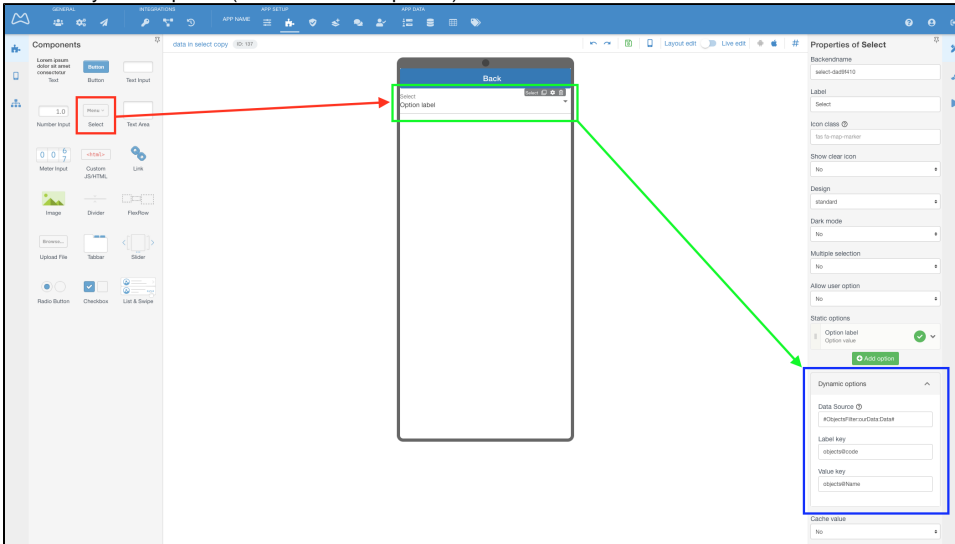 GENERAL
INTEGRATIONS
APP SETUP
APP DATA
APP NAME
Components
data in select copy
ID: 137
Layout edit
Live edit
#
Properties of Select
Lorem ipsum
dolor sit amet
consectetur
Text
Button
Button
Text Input
1.0
Number Input
Menu
Select
Text Area
0 0 6
7
Meter Input
<html>
Custom
JS/HTML
Link
Image
Divider
FlexRow
Browse...
Upload File
Tabbar
Slider
Radio Button
Checkbox
List & Swipe
Back
Select
Select
Option label
Backendname
Label
Select
Icon class
fas fa-map-marker
Show clear icon
No
Design
standard
Dark mode
No
Multiple selection
No
Allow user option
No
Static options
Option label
Option value
Add option
Dynamic options
Data Source
#ObjectsFilter:ourData:Data#
Label key
objects@code
Value key
objects@Name
Cache value
No